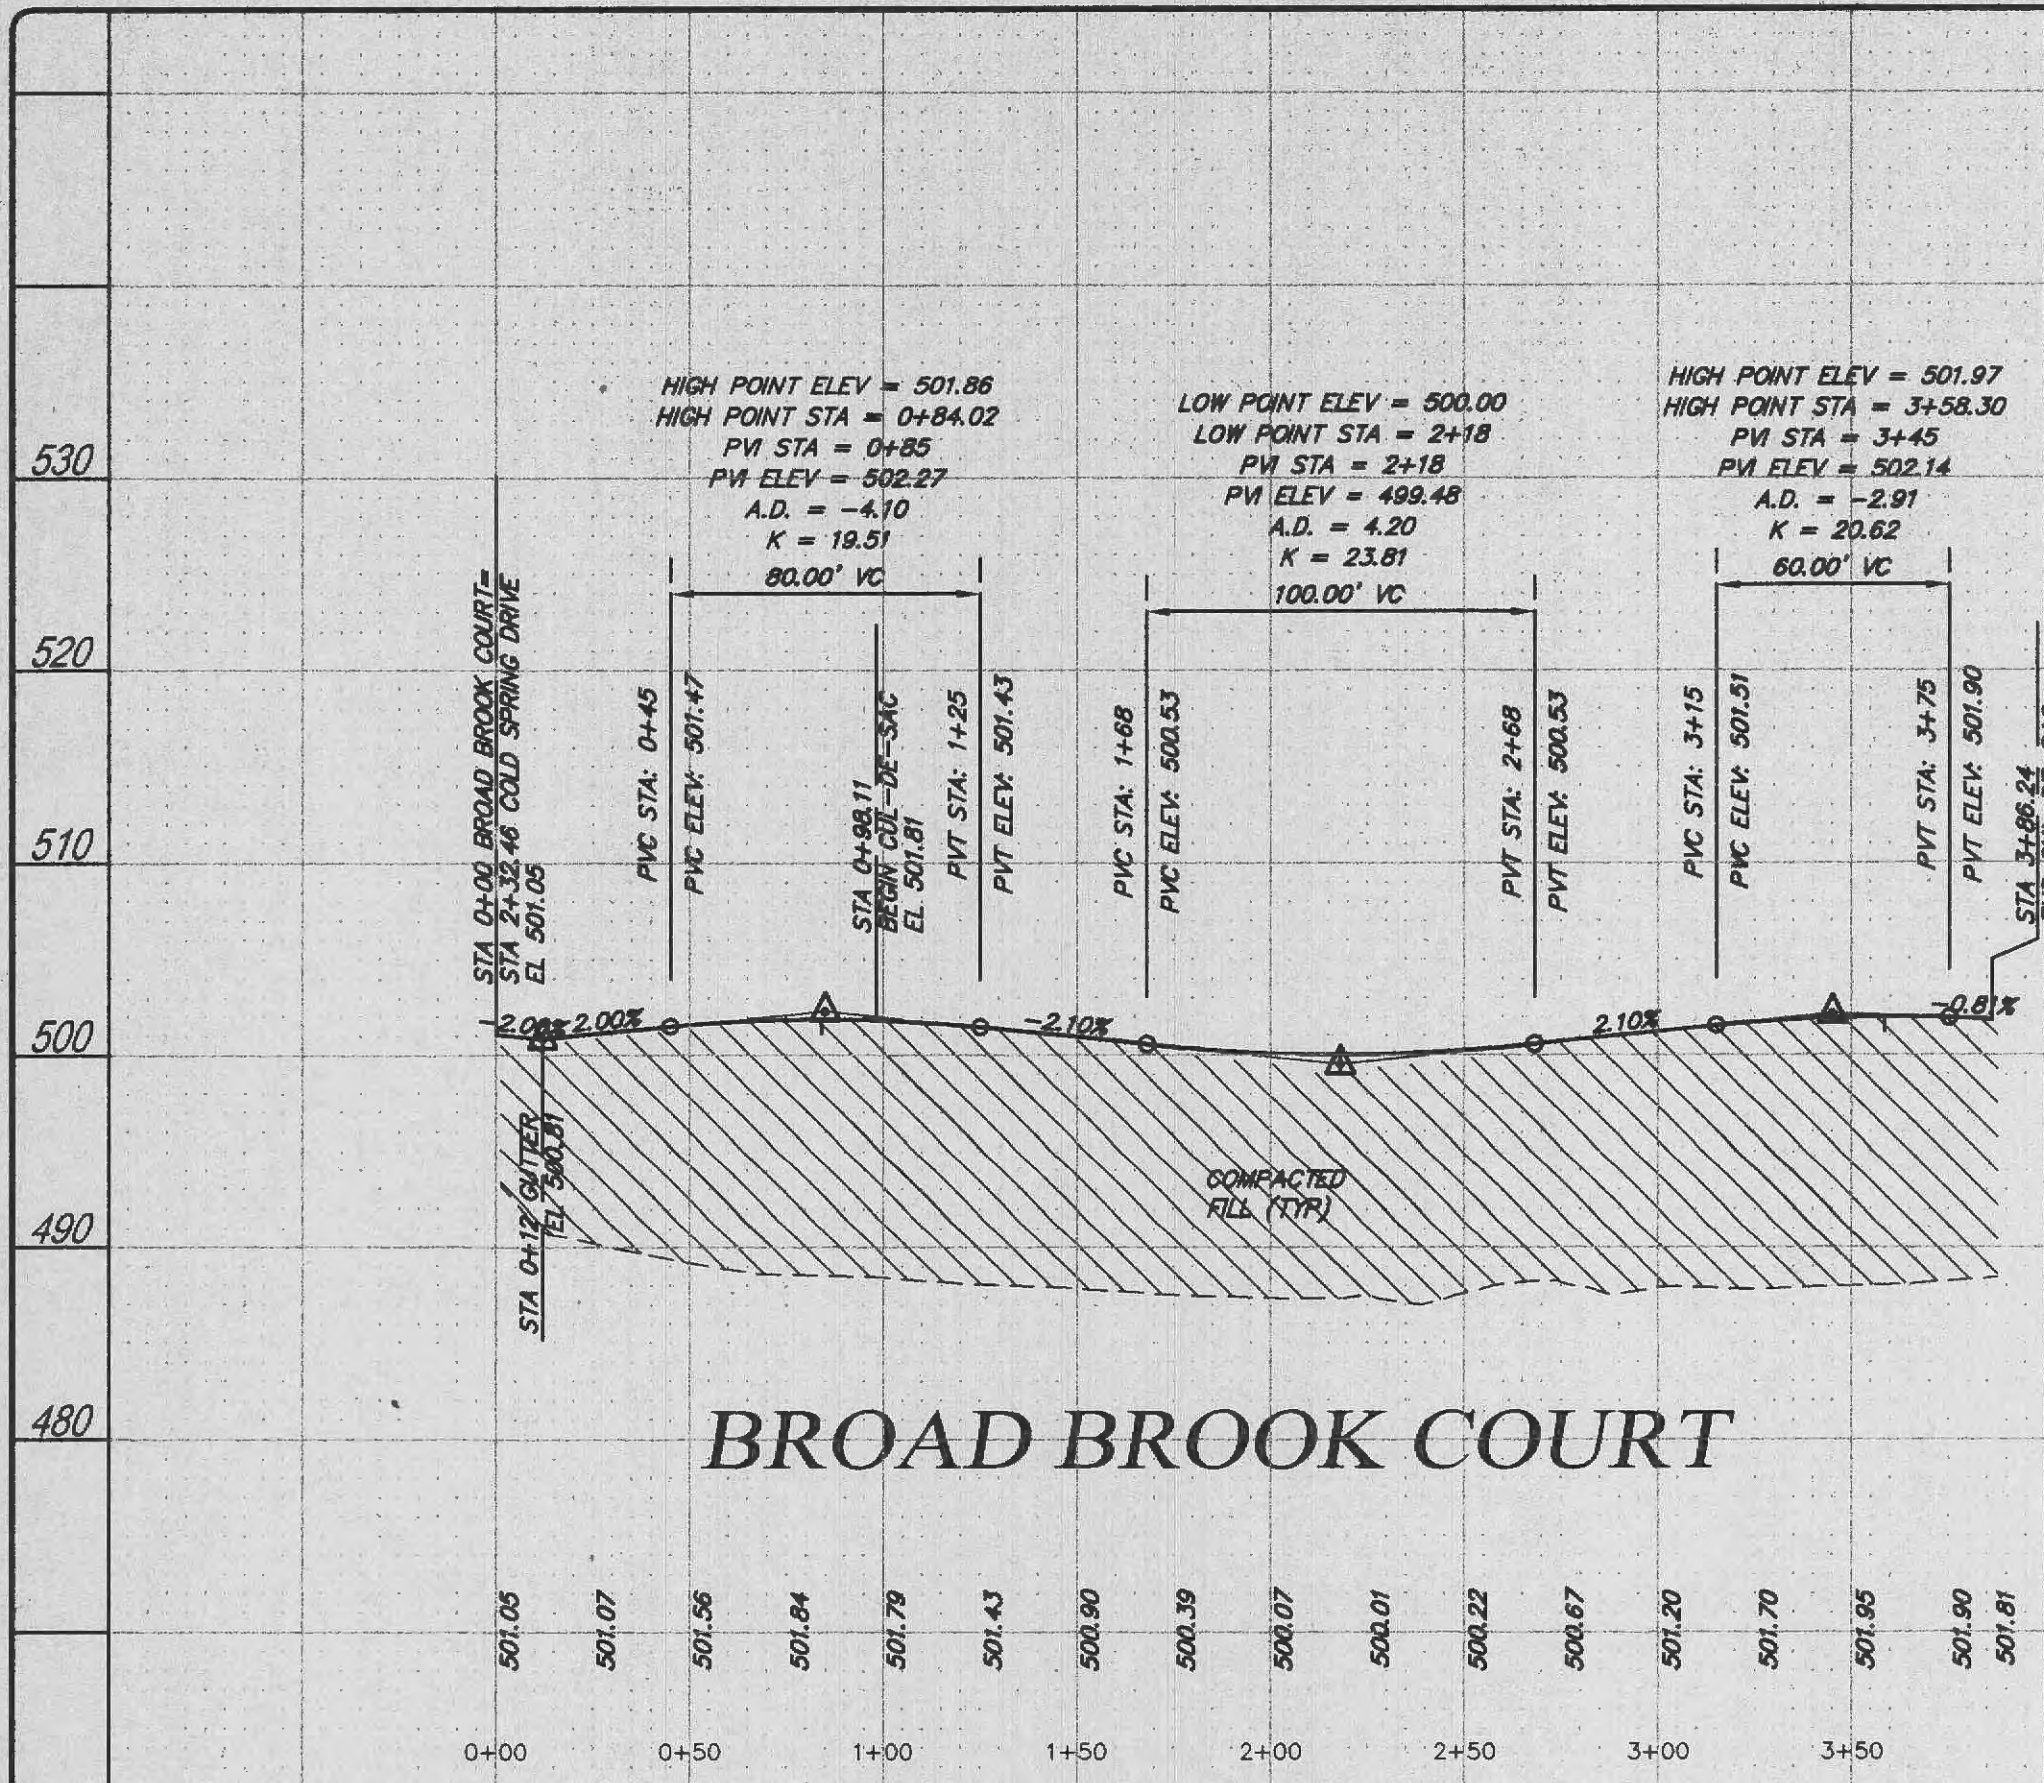 HIGH POINT ELEV = 501.86
HIGH POINT STA = 0+84.02
PVI STA = 0+85
PVI ELEV = 502.27
A.D. = -4.10
K = 19.51
80.00' VC
LOW POINT ELEV = 500.00
LOW POINT STA = 2+18
PVI STA = 2+18
PVI ELEV = 499.48
A.D. = 4.20
K = 23.81
100.00' VC
HIGH POINT ELEV = 501.97
HIGH POINT STA = 3+58.30
PVI STA = 3+45
PVI ELEV = 502.14
A.D. = -2.91
K = 20.62
60.00' VC
530
520
510
500
490
480
STA 0+00 BROAD BROOK COURT=
STA 2+32.46 COLD SPRING DRIVE
EL 501.05
PVC STA: 0+45
PVC ELEV: 501.47
STA 0+98.11
BEGIN CUL-DE-SAC
EL 501.81
PVT STA: 1+25
PVT ELEV: 501.43
PVC STA: 1+68
PVC ELEV: 500.53
PVT STA: 2+68
PVT ELEV: 500.53
PVC STA: 3+15
PVC ELEV: 501.51
PVT STA: 3+75
PVT ELEV: 501.90
STA 3+86.24
-2.00%
2.00%
-2.10%
2.10%
-0.81%
STA 0+12 GUTTER
EL 500.81
COMPACTED
FILL (TYP)
BROAD BROOK COURT
501.05
501.07
501.56
501.84
501.79
501.43
500.90
500.39
500.07
500.01
500.22
500.67
501.20
501.70
501.95
501.90
501.81
0+00
0+50
1+00
1+50
2+00
2+50
3+00
3+50